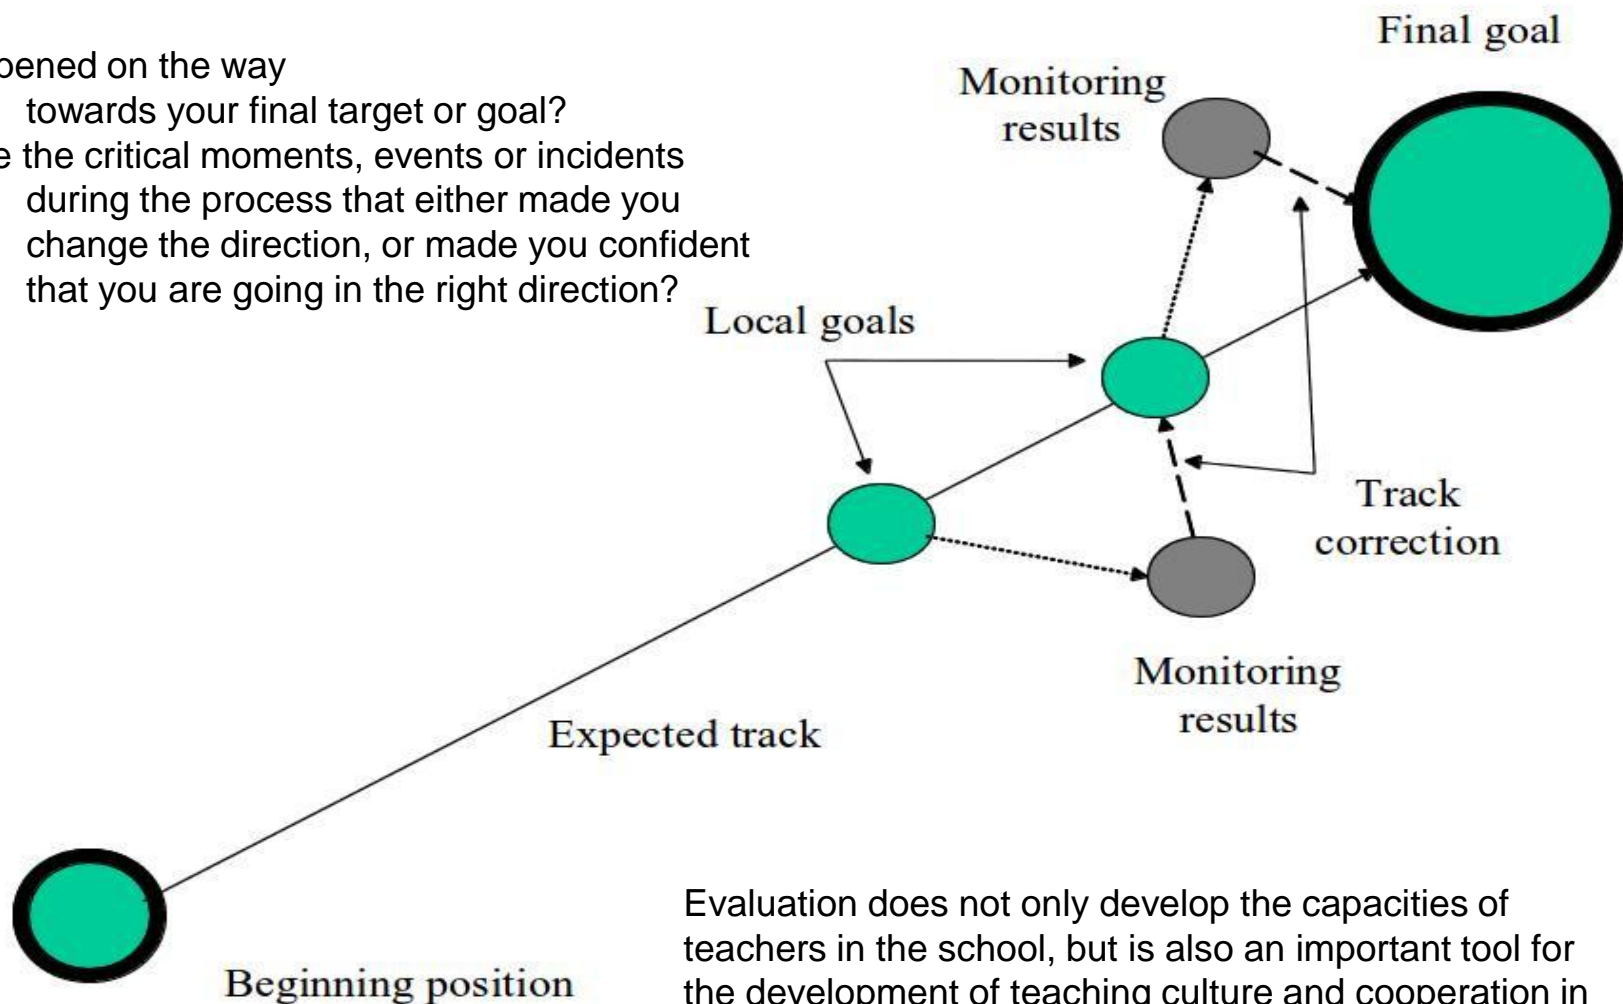 pened on the way
towards your final target or goal?
e the critical moments, events or incidents
during the process that either made you
change the direction, or made you confident
that you are going in the right direction?
Final goal
Monitoring
results
Local goals
Track
correction
Monitoring
results
Expected track
Beginning position
Evaluation does not only develop the capacities of
teachers in the school, but is also an important tool for
the development of teaching culture and cooperation in